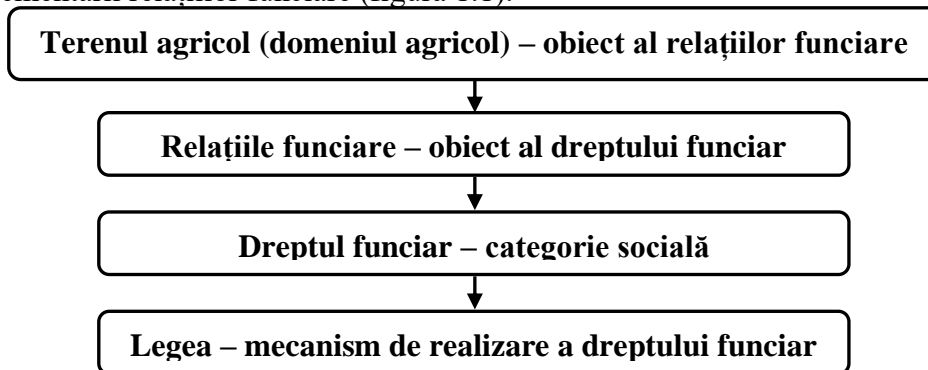 Terenul agricol (domeniul agricol) – obiect al relațiilor funciare
Relațiile funciare – obiect al dreptului funciar
Dreptul funciar – categorie socială
Legea – mecanism de realizare a dreptului funciar